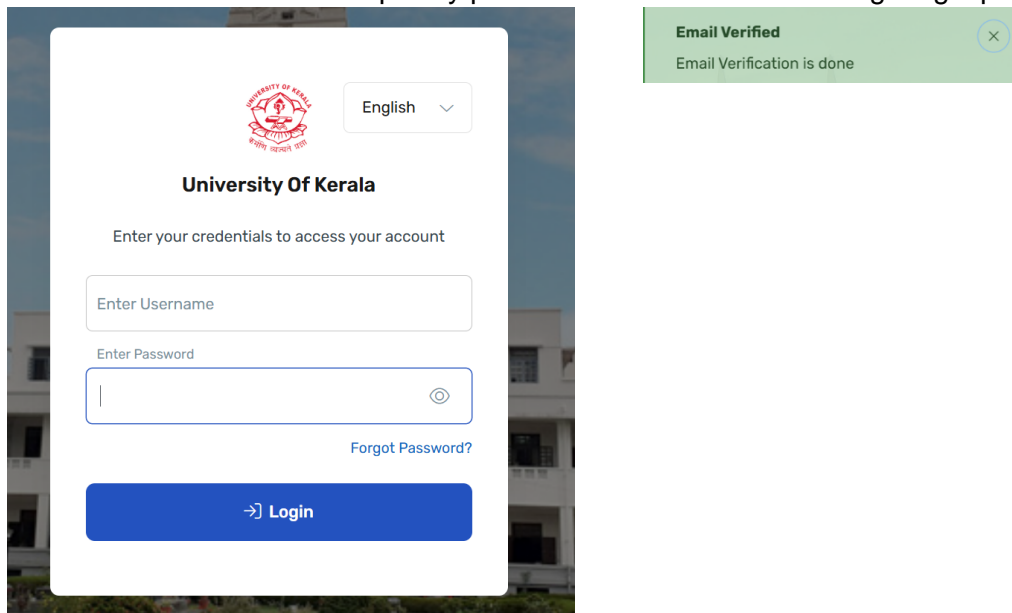 English
University Of Kerala
Enter your credentials to access your account
Enter Username
Enter Password
Forgot Password?
Login
Email Verified
Email Verification is done